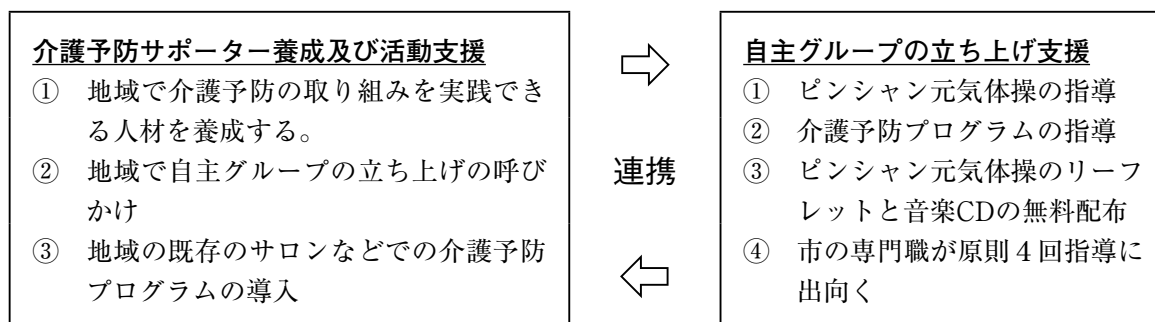 介護予防サポーター養成及び活動支援
① 地域で介護予防の取り組みを実践でき
る人材を養成する。
② 地域で自主グループの立ち上げの呼び
かけ
③ 地域の既存のサロンなどでの介護予防
プログラムの導入
連携
自主グループの立ち上げ支援
① ピンシャン元気体操の指導
② 介護予防プログラムの指導
③ ピンシャン元気体操のリーフ
レットと音楽CDの無料配布
④ 市の専門職が原則4回指導に
出向く